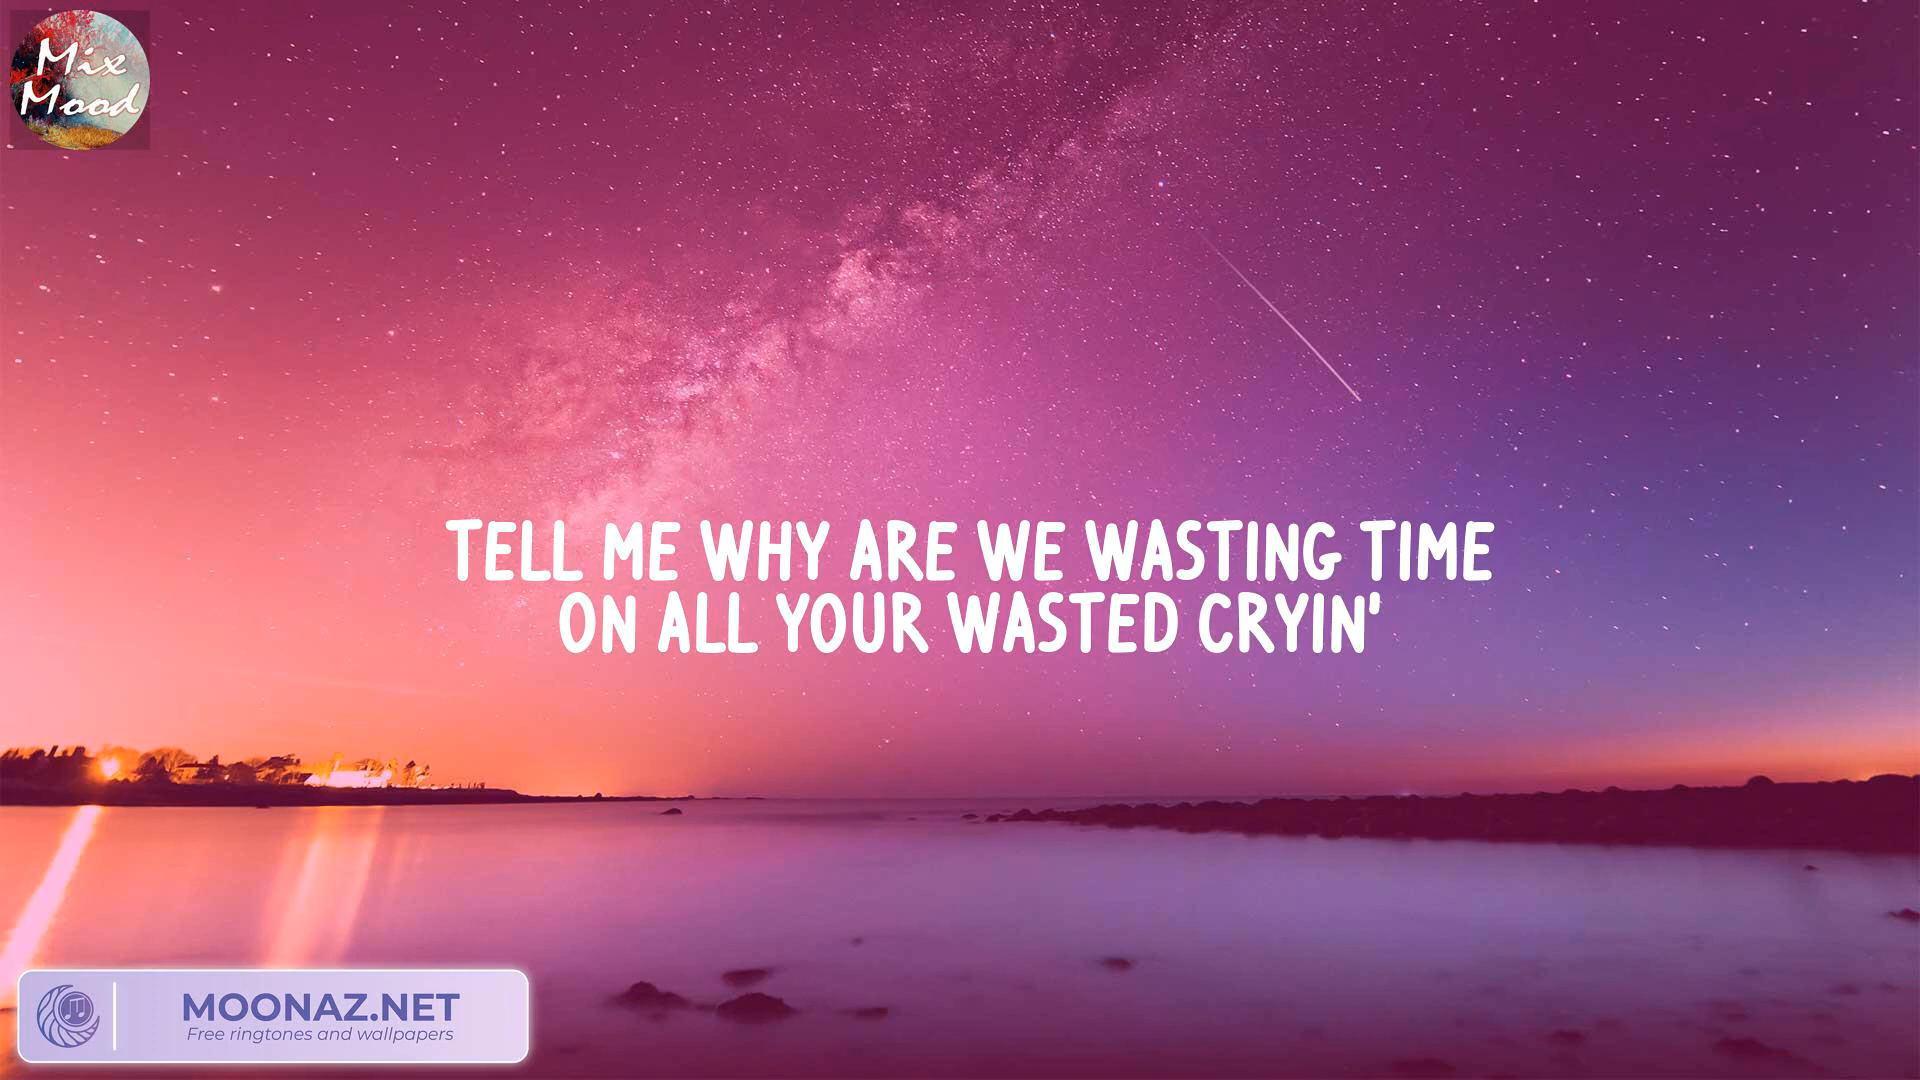 Mix
Mood
TELL ME WHY ARE WE WASTING TIME
ON ALL YOUR WASTED CRYIN'
MOONAZ.NET
Free ringtones and wallpapers